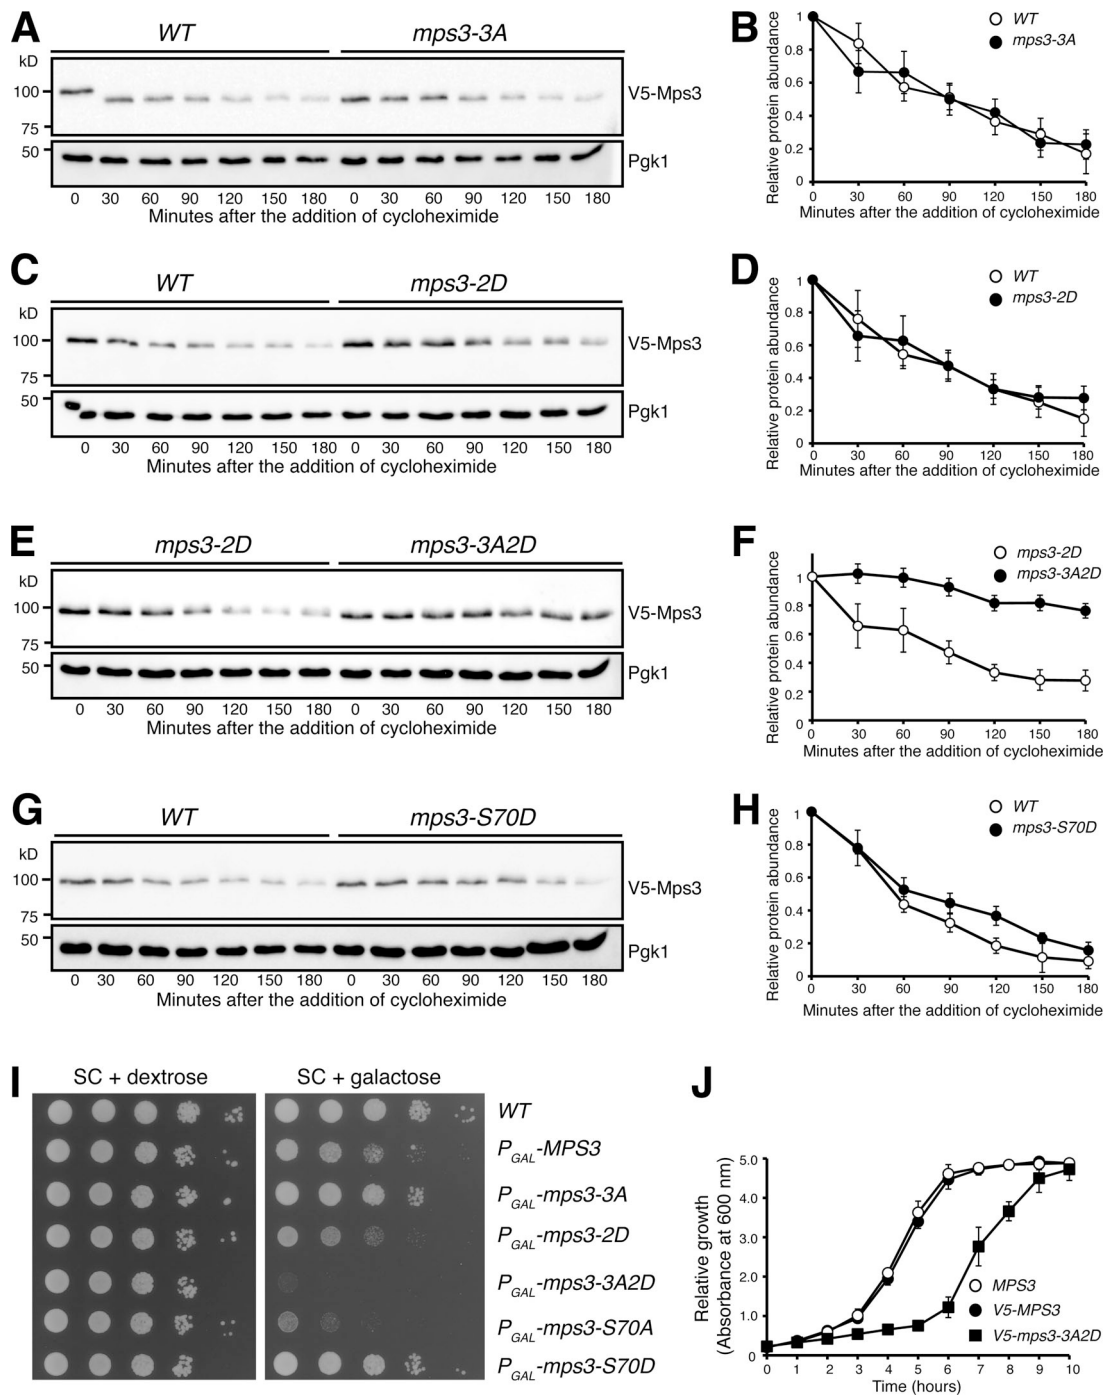 A
WT
mps3-3A
kD
100
75
50
V5-Mps3
Pgk1
0 30 60 90 120 150 180 0 30 60 90 120 150 180
Minutes after the addition of cycloheximide
B
WT
mps3-3A
Relative protein abundance
1
0.8
0.6
0.4
0.2
0
0 30 60 90 120 150 180
Minutes after the addition of cycloheximide
C
WT
mps3-2D
kD
100
75
50
V5-Mps3
Pgk1
0 30 60 90 120 150 180 0 30 60 90 120 150 180
Minutes after the addition of cycloheximide
D
WT
mps3-2D
Relative protein abundance
1
0.8
0.6
0.4
0.2
0
0 30 60 90 120 150 180
Minutes after the addition of cycloheximide
E
mps3-2D
mps3-3A2D
kD
100
75
50
V5-Mps3
Pgk1
0 30 60 90 120 150 180 0 30 60 90 120 150 180
Minutes after the addition of cycloheximide
F
mps3-2D
mps3-3A2D
Relative protein abundance
1
0.8
0.6
0.4
0.2
0
0 30 60 90 120 150 180
Minutes after the addition of cycloheximide
G
WT
mps3-S70D
kD
100
75
50
V5-Mps3
Pgk1
0 30 60 90 120 150 180 0 30 60 90 120 150 180
Minutes after the addition of cycloheximide
H
WT
mps3-S70D
Relative protein abundance
1
0.8
0.6
0.4
0.2
0
0 30 60 90 120 150 180
Minutes after the addition of cycloheximide
I
SC + dextrose
SC + galactose
WT
PGAL-MPS3
PGAL-mps3-3A
PGAL-mps3-2D
PGAL-mps3-3A2D
PGAL-mps3-S70A
PGAL-mps3-S70D
J
Relative growth
(Absorbance at 600 nm)
5.0
4.0
3.0
2.0
1.0
0
MPS3
V5-MPS3
V5-mps3-3A2D
0 1 2 3 4 5 6 7 8 9 10
Time (hours)